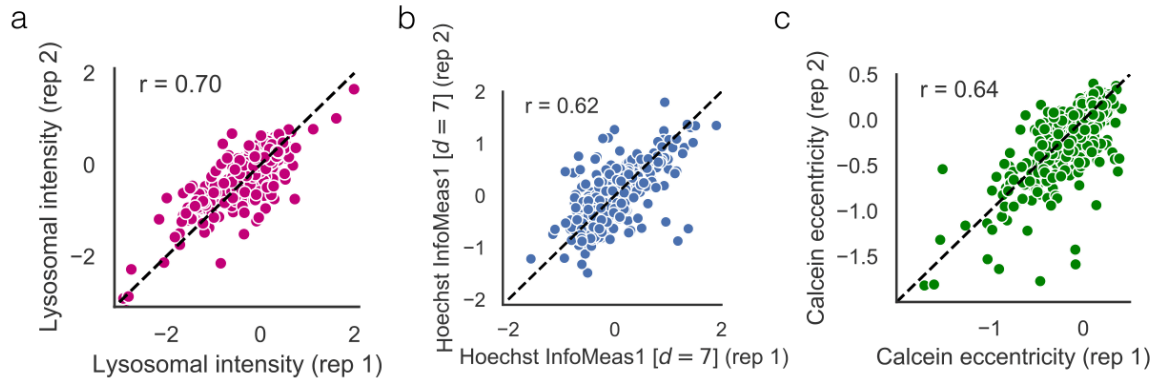 a
Lysosomal intensity (rep 2)
r = 0.70
2
0
−2
−2
0
2
Lysosomal intensity (rep 1)
b
Hoechst InfoMeas1 [d = 7] (rep 2)
r = 0.62
2
1
0
−1
−2
−2
0
2
Hoechst InfoMeas1 [d = 7] (rep 1)
c
Calcein eccentricity (rep 2)
r = 0.64
0.5
0.0
−0.5
−1.0
−1.5
−1
0
Calcein eccentricity (rep 1)